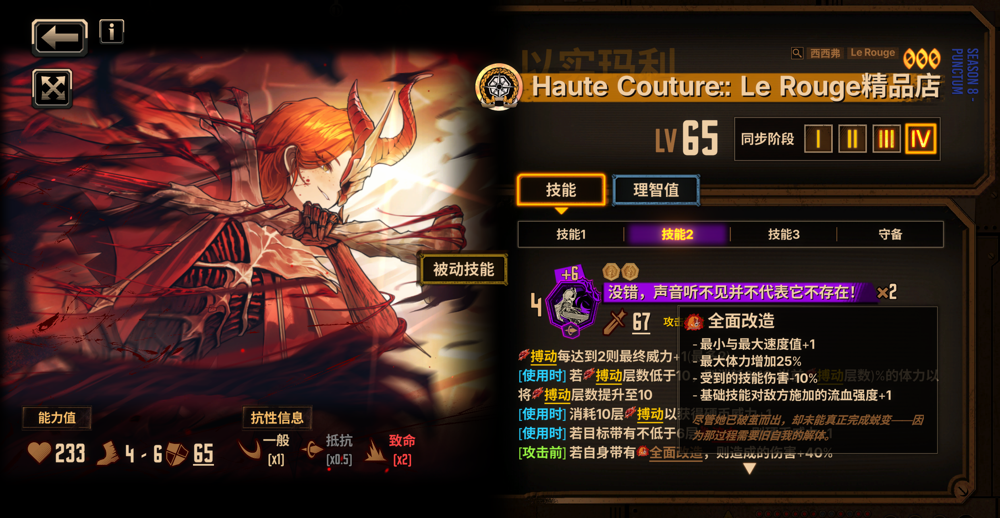 以实玛利
西西弗 Le Rouge
SEASON 8 -
PUNCTUM
Haute Couture:: Le Rouge精品店
LV 65
同步阶段 I II III IV
技能 理智值
技能1 技能2 技能3 守备
被动技能
+6
4
没错，声音听不见并不代表它不存在！ ×2
67 攻击
全面改造
- 最小与最大速度值+1
- 最大体力增加25%
- 受到的技能伤害-10%
- 基础技能对敌方施加的流血强度+1
尽管她已破茧而出，却未能真正完成蜕变——因
为那过程需要旧自我的解体。
搏动每达到2则最终威力+1(最多2)
[使用时] 若搏动层数低于10，搏动层数)%的体力以
将搏动层数提升至10
[使用时] 消耗10层搏动以获得硬币威力+1
[使用时] 若目标带有不低于6层
[攻击前] 若自身带有全面改造，则造成的伤害+40%
能力值
233 4 - 6 65
抗性信息
一般 [x1]
抵抗 [x0.5]
致命 [x2]